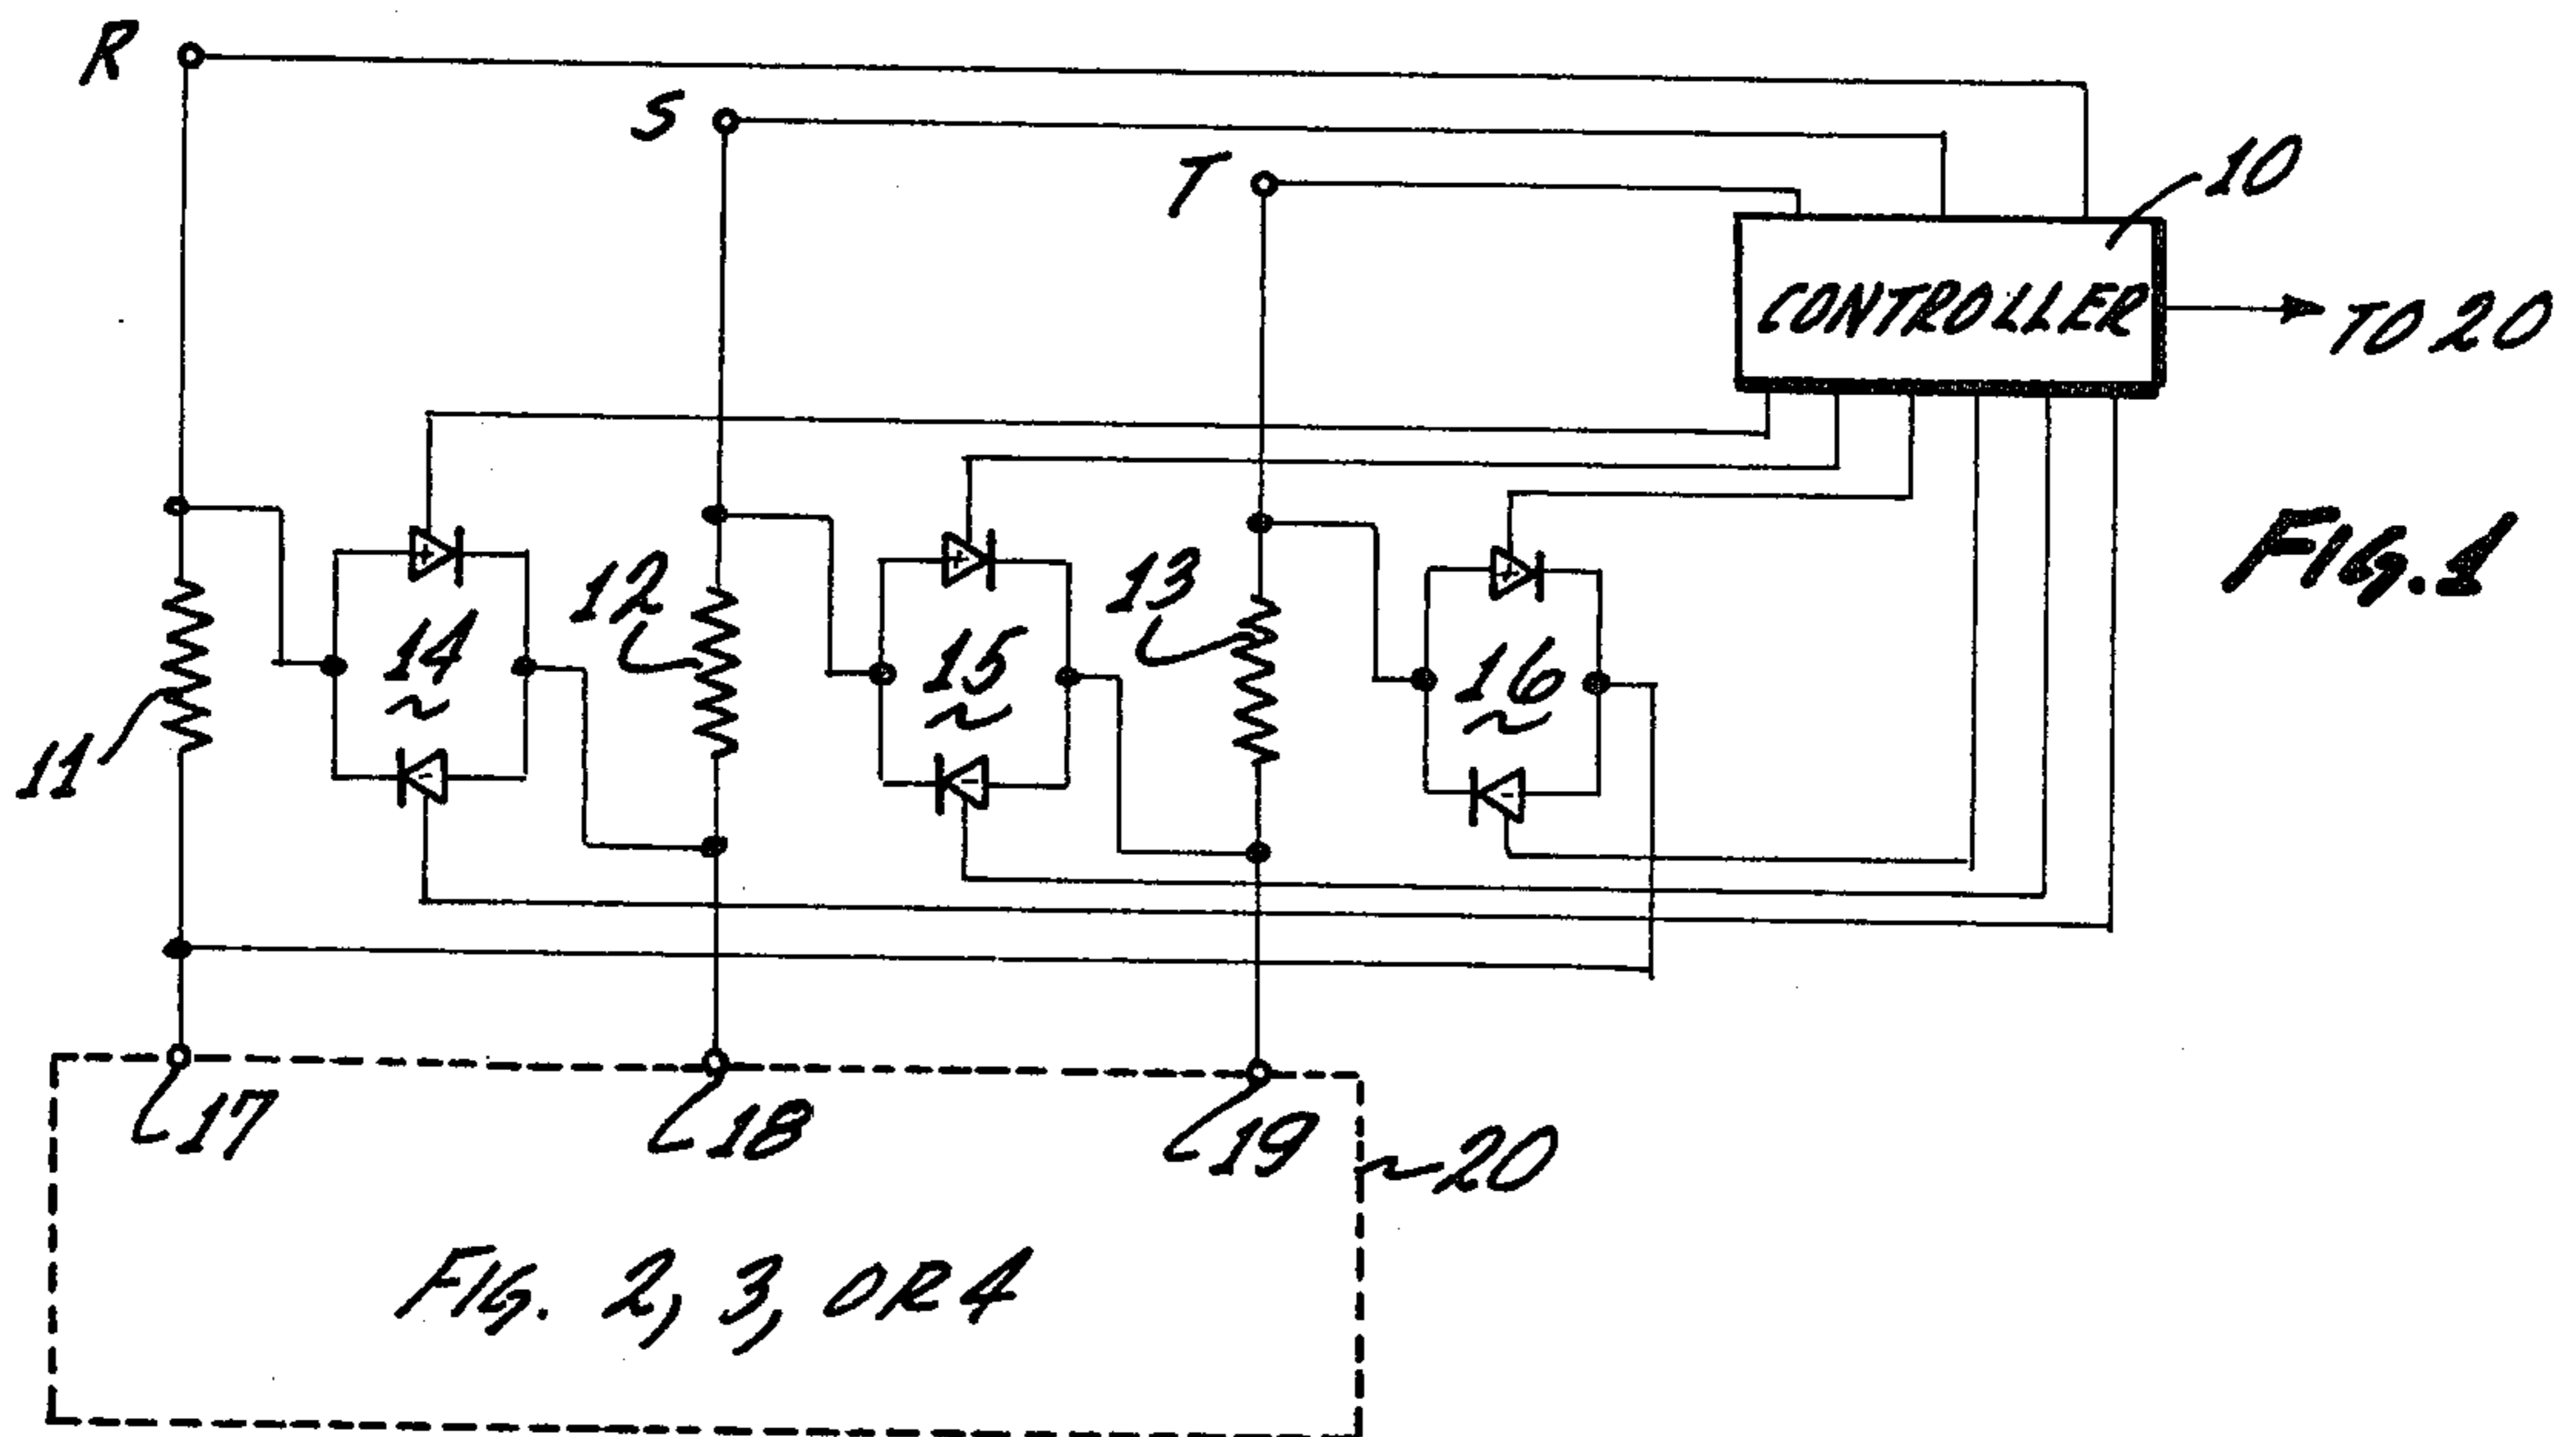 R
S
T
10
CONTROLLER
TO 20
FIG. 1
11
14
12
15
13
16
+
+
+
-
-
-
17
18
19
20
FIG. 2, 3, OR 4